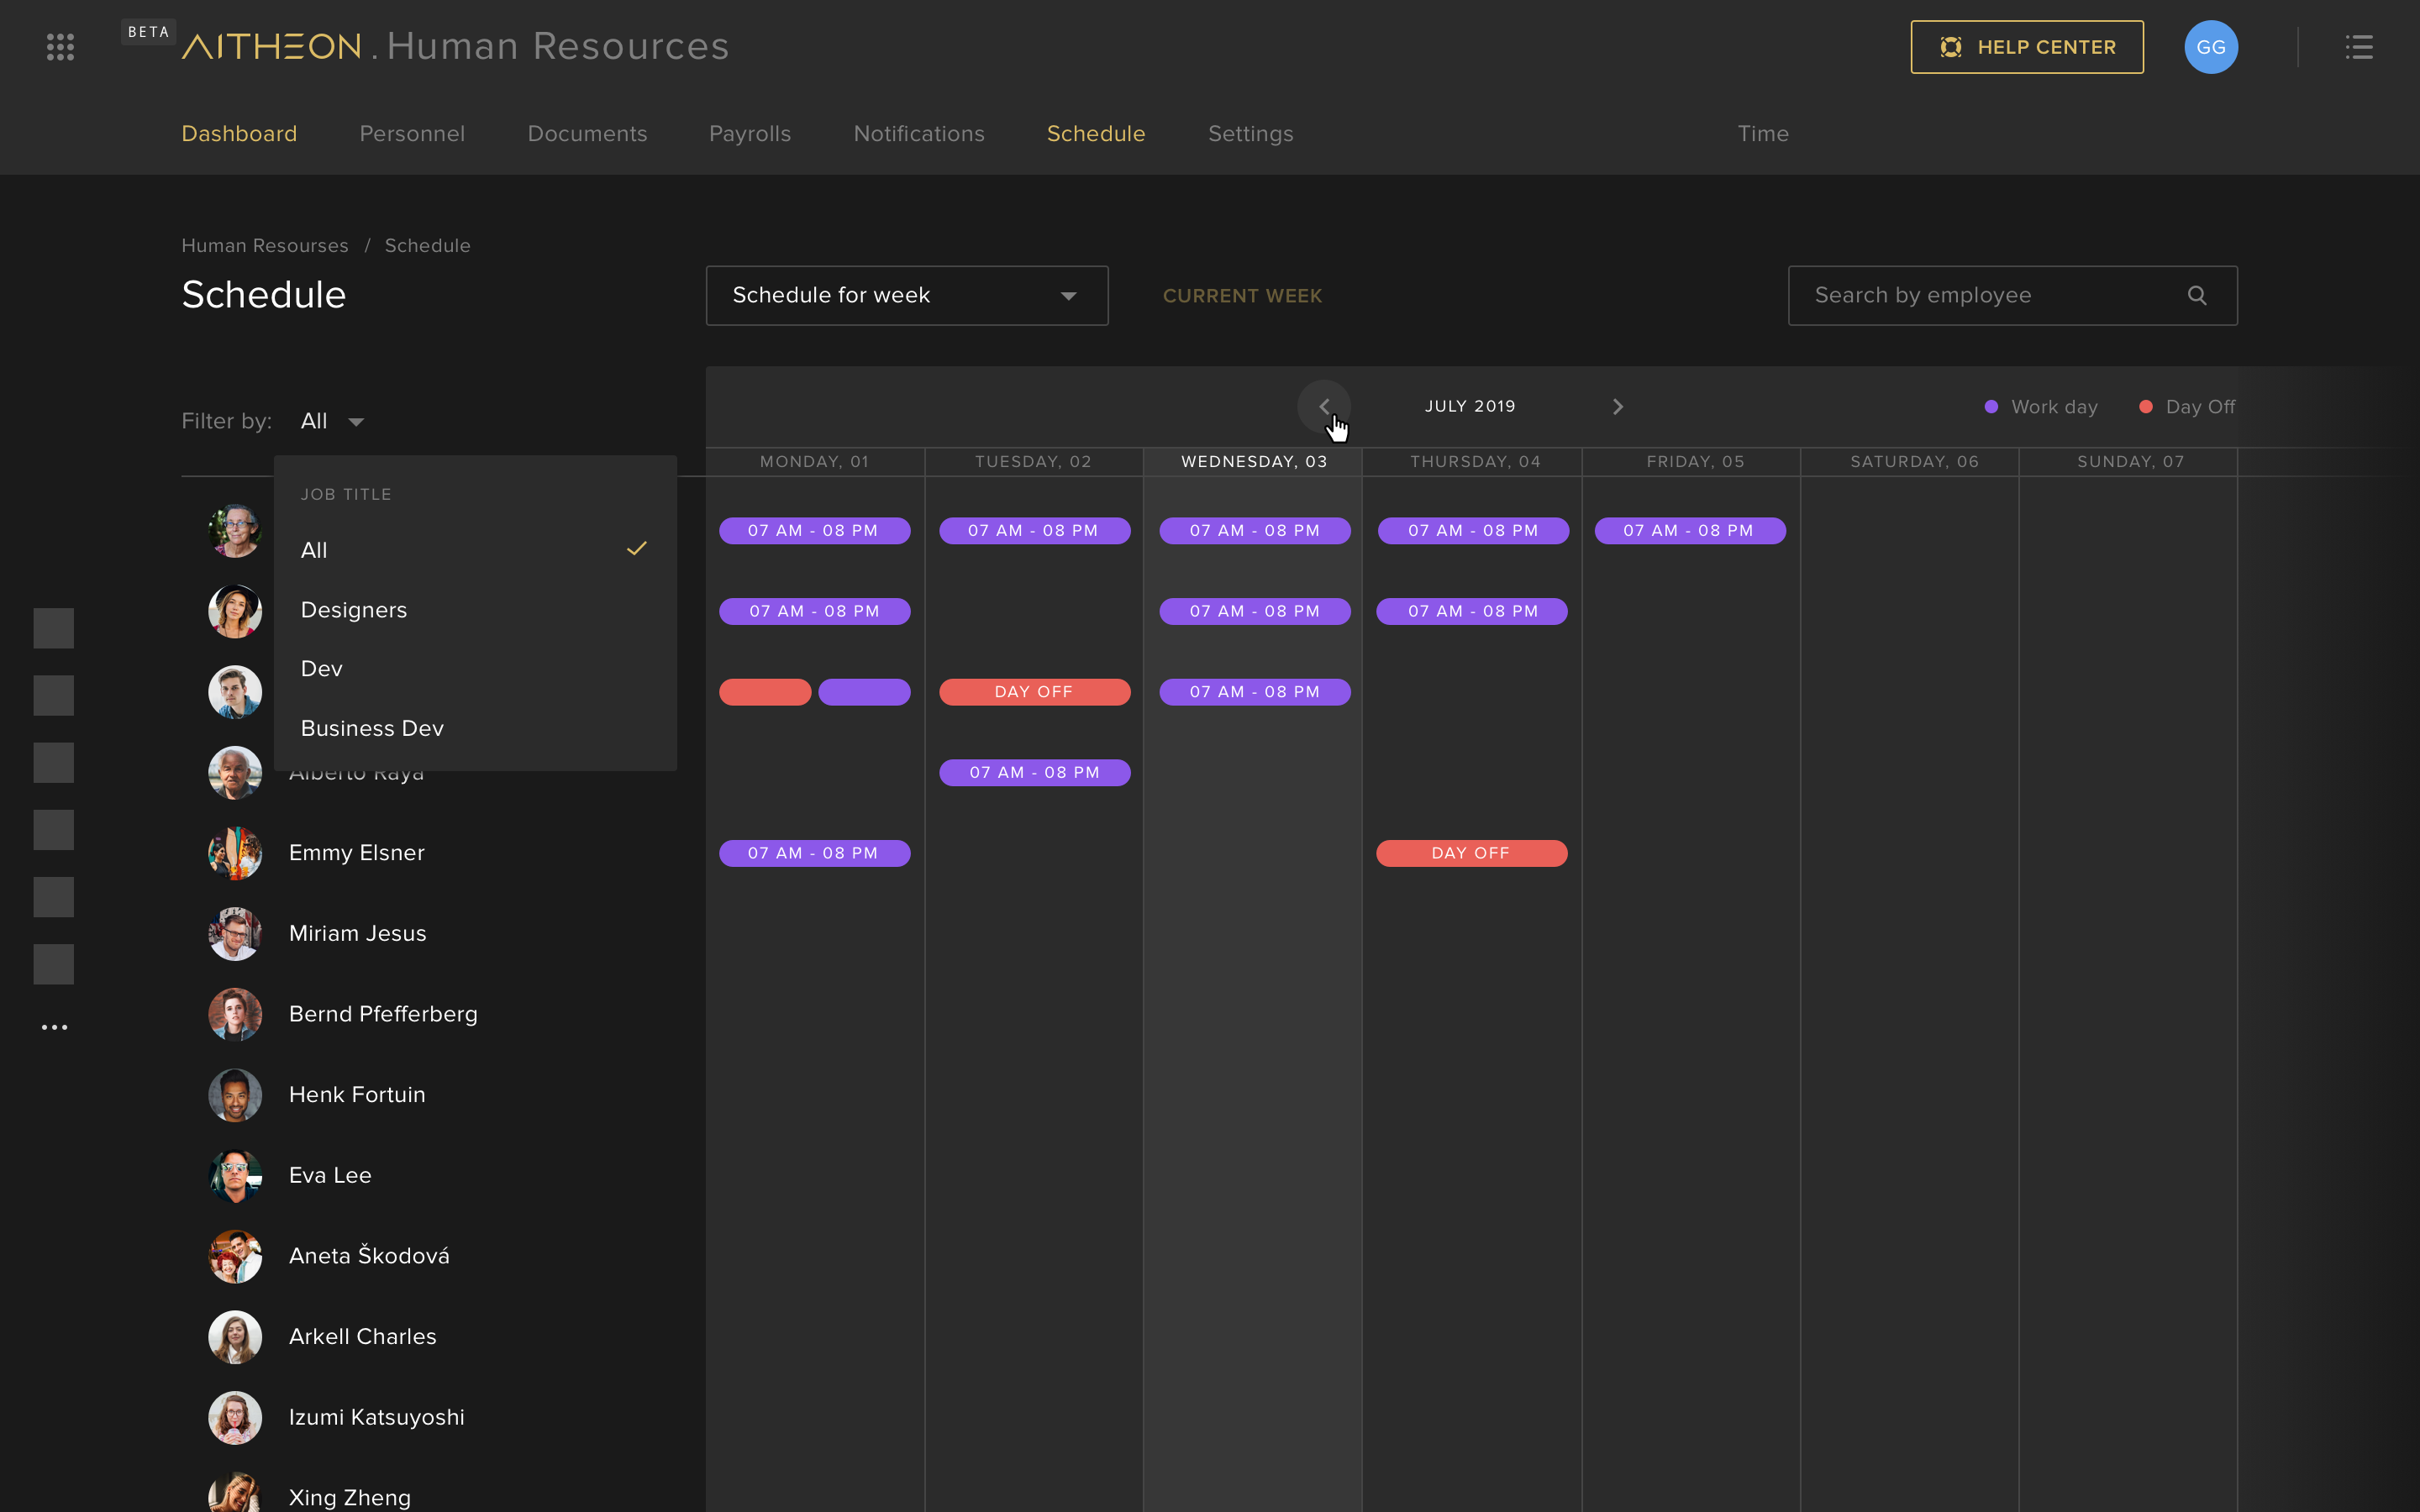 BETA
AITHEON . Human Resources
HELP CENTER
GG
Dashboard Personnel Documents Payrolls Notifications Schedule Settings Time
Human Resourses / Schedule
Schedule
Schedule for week
CURRENT WEEK
Search by employee
Filter by: All
JULY 2019
Work day
Day Off
MONDAY, 01 TUESDAY, 02 WEDNESDAY, 03 THURSDAY, 04 FRIDAY, 05 SATURDAY, 06 SUNDAY, 07
JOB TITLE
All
Designers
Dev
Business Dev
07 AM - 08 PM 07 AM - 08 PM 07 AM - 08 PM 07 AM - 08 PM 07 AM - 08 PM
07 AM - 08 PM 07 AM - 08 PM 07 AM - 08 PM
DAY OFF 07 AM - 08 PM
Alberto Raya 07 AM - 08 PM
Emmy Elsner 07 AM - 08 PM DAY OFF
Miriam Jesus
Bernd Pfefferberg
Henk Fortuin
Eva Lee
Aneta Škodová
Arkell Charles
Izumi Katsuyoshi
Xing Zheng